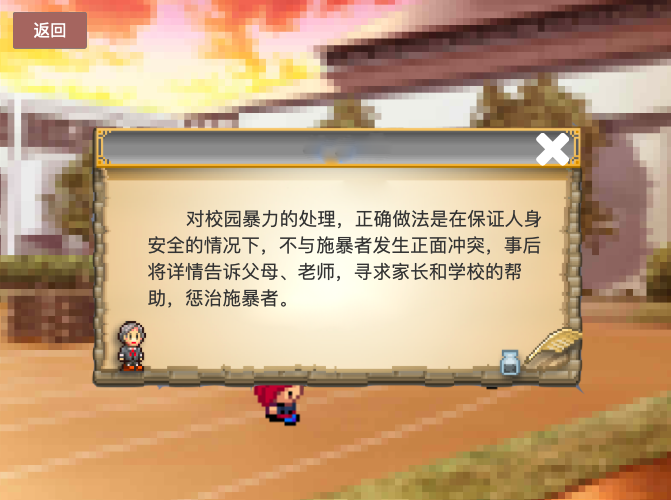 返回
对校园暴力的处理，正确做法是在保证人身
安全的情况下，不与施暴者发生正面冲突，事后
将详情告诉父母、老师，寻求家长和学校的帮
助，惩治施暴者。